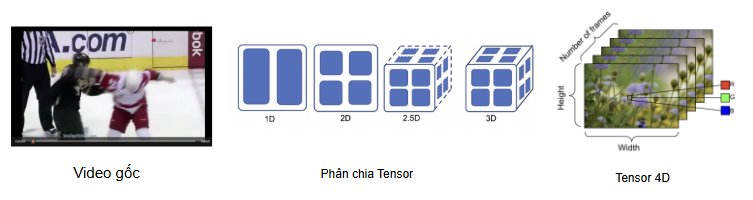 A.com
bok
1D
2D
2.5D
3D
Number of frames
Height
Width
R
G
B
Video gốc
Phân chia Tensor
Tensor 4D